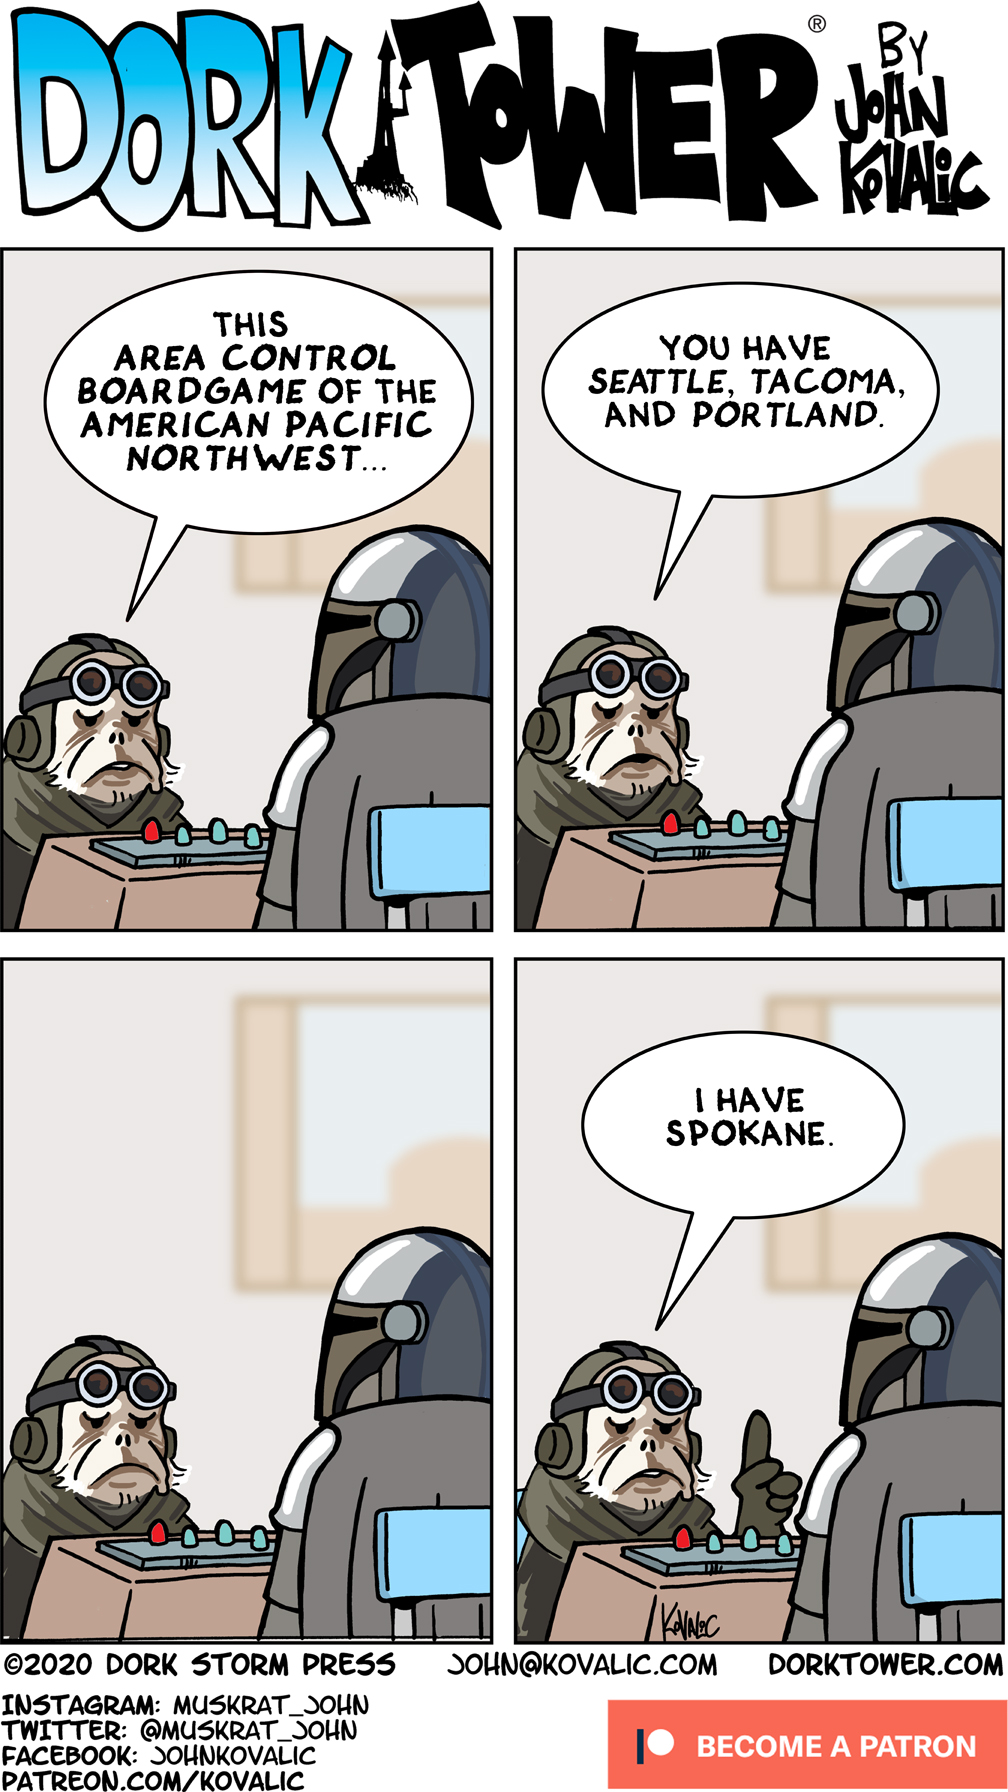 DORK TOWER ®
BY
JOHN
KOVALIC
THIS
AREA CONTROL
BOARDGAME OF THE
AMERICAN PACIFIC
NORTHWEST...
YOU HAVE
SEATTLE, TACOMA,
AND PORTLAND.
I HAVE
SPOKANE.
KOVALIC
©2020 DORK STORM PRESS JOHN@KOVALIC.COM DORKTOWER.COM
INSTAGRAM: MUSKRAT_JOHN
TWITTER: @MUSKRAT_JOHN
FACEBOOK: JOHNKOVALIC
PATREON.COM/KOVALIC
BECOME A PATRON